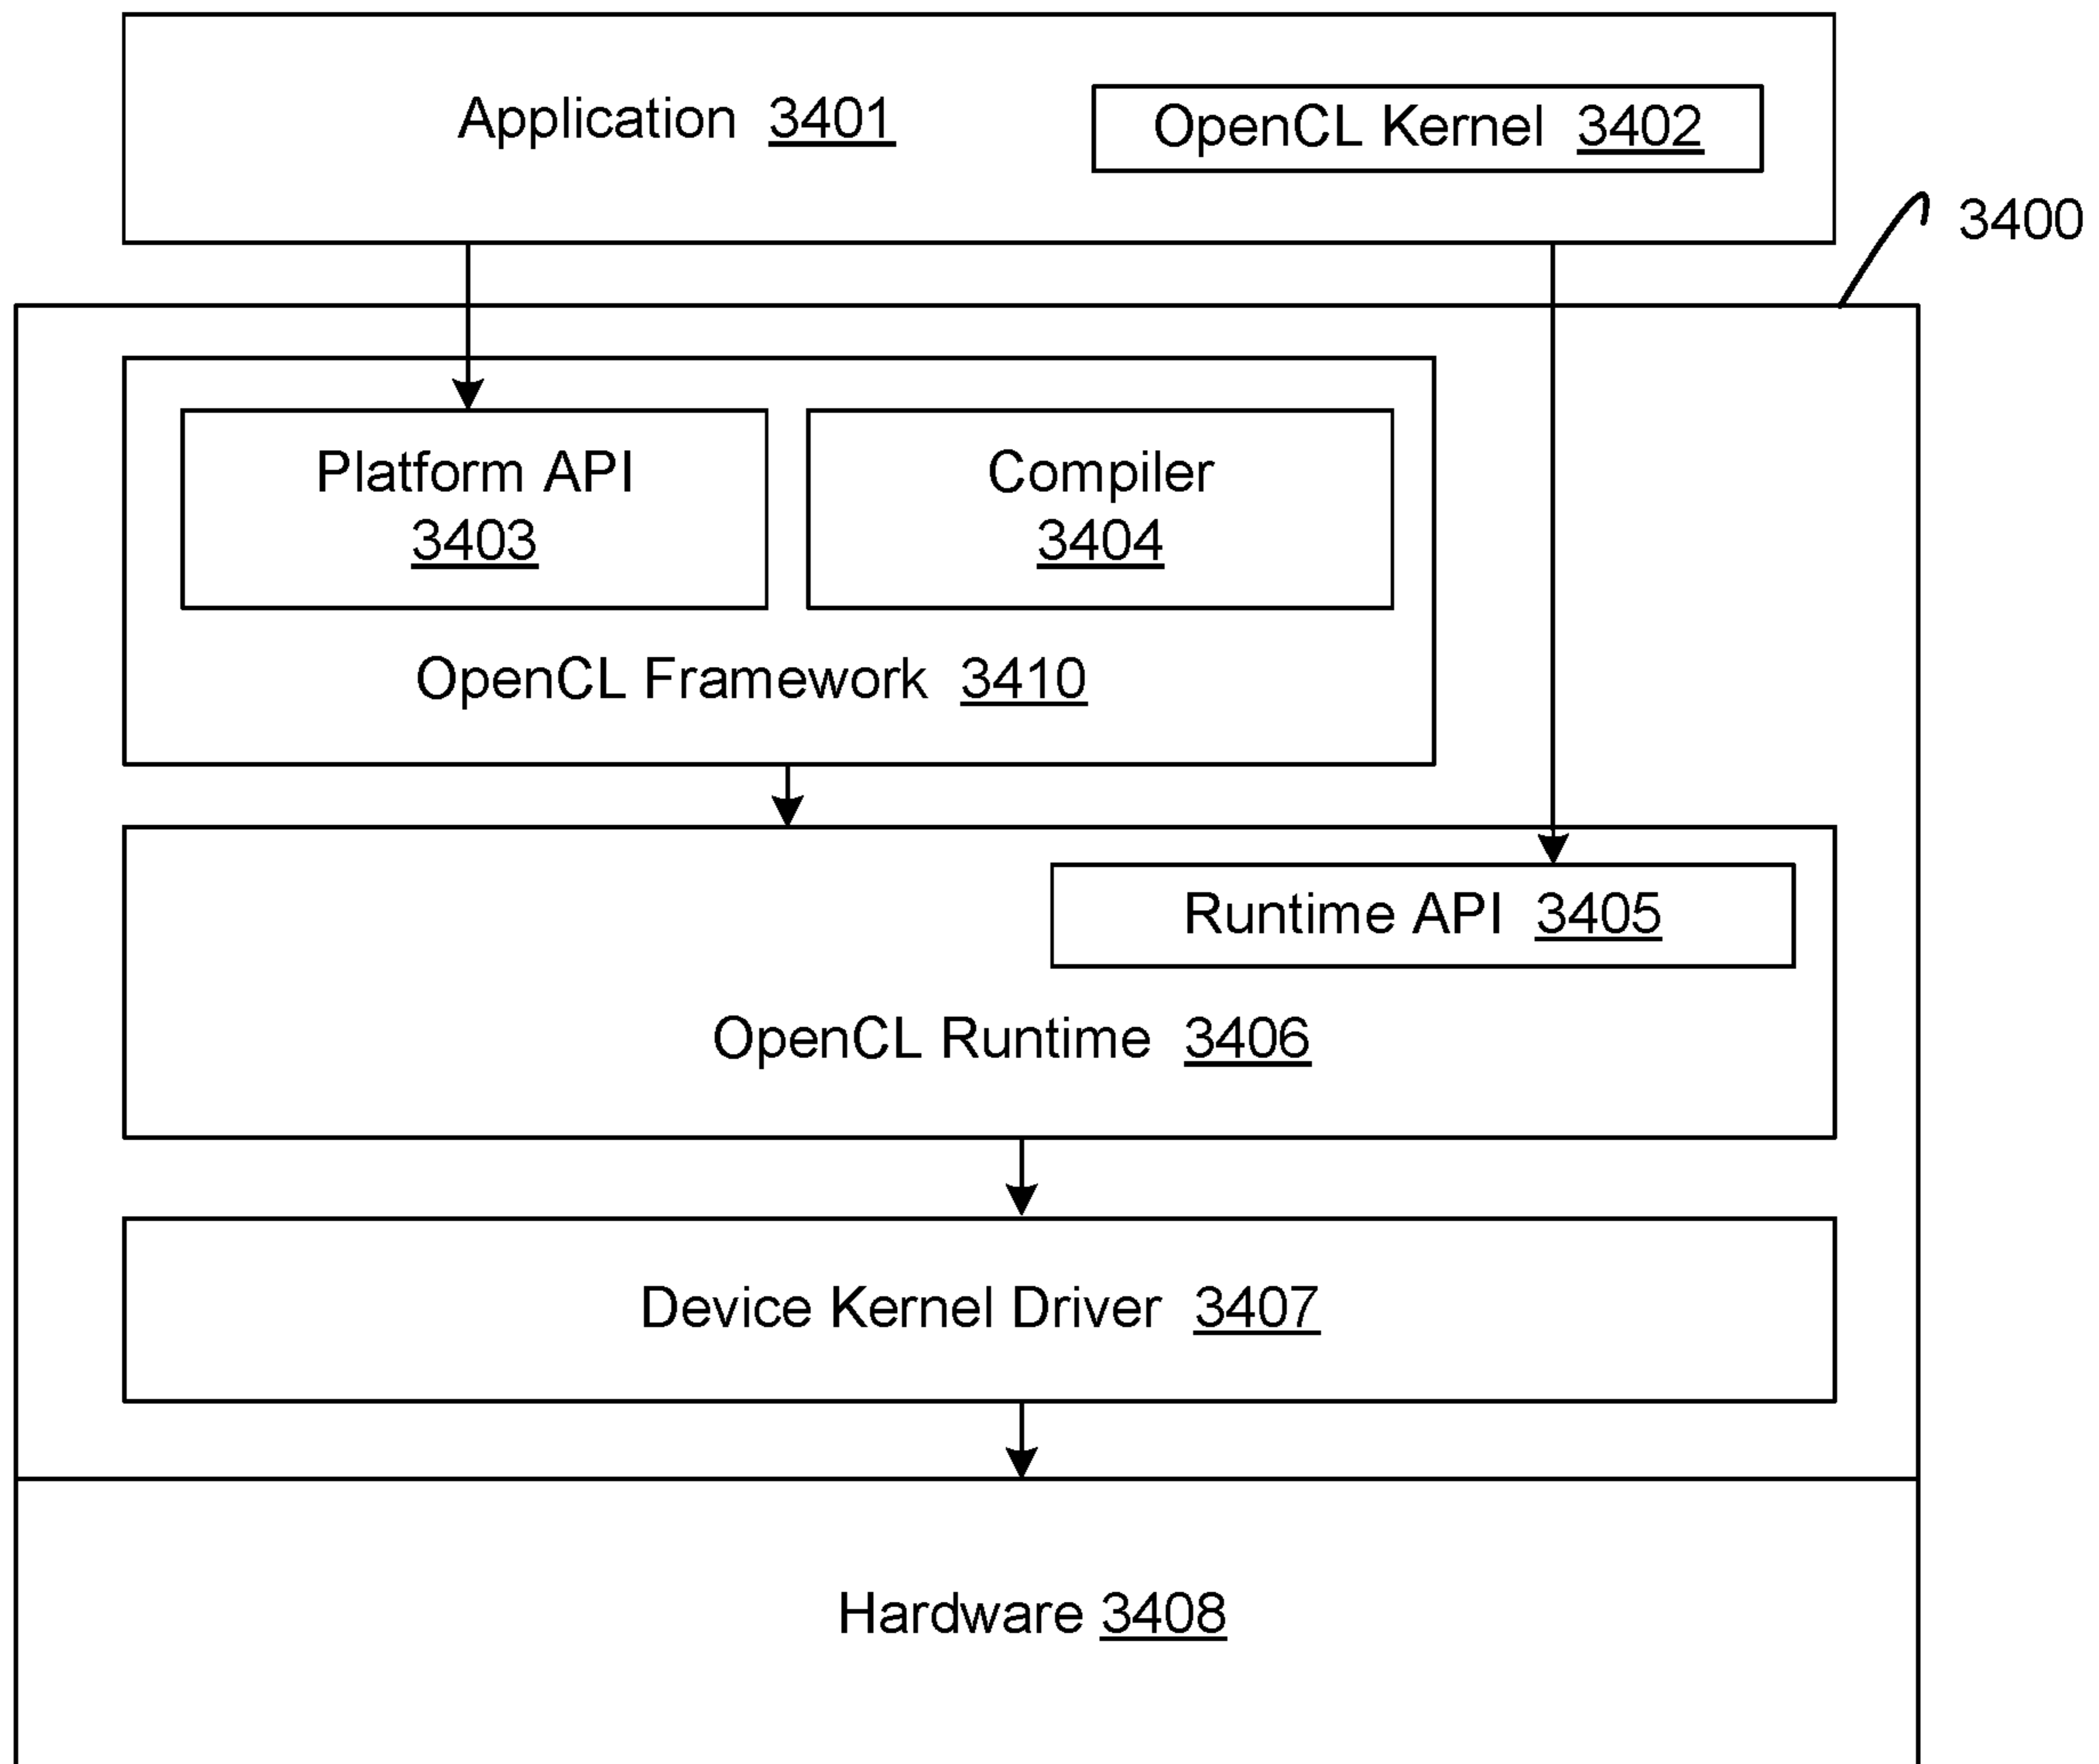 Application 3401
OpenCL Kernel 3402
3400
Platform API
3403
Compiler
3404
OpenCL Framework 3410
Runtime API 3405
OpenCL Runtime 3406
Device Kernel Driver 3407
Hardware 3408